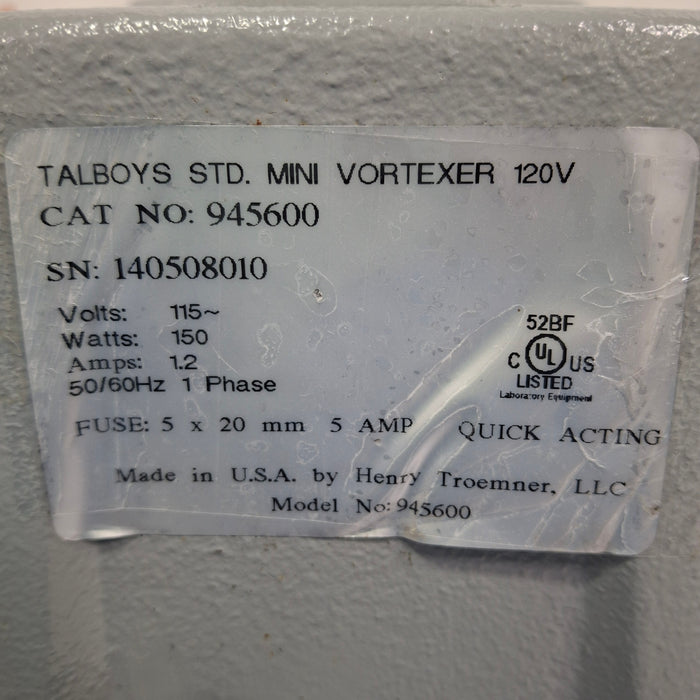 TALBOYS STD. MINI VORTEXER 120V
CAT NO: 945600
SN: 140508010
Volts: 115~
Watts: 150
Amps: 1.2
50/60Hz 1 Phase
52BF
C UL US
LISTED
Laboratory Equipment
FUSE: 5 x 20 mm 5 AMP QUICK ACTING
Made in U.S.A. by Henry Troemner, LLC
Model No: 945600